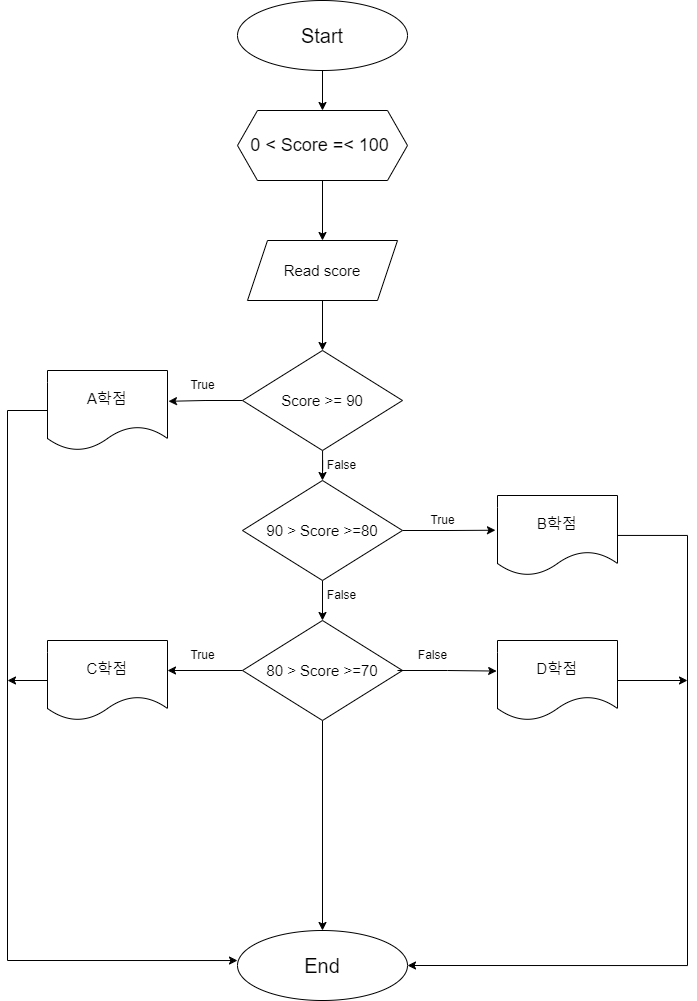 Start
0 < Score =< 100
Read score
Score >= 90
True
A학점
False
90 > Score >=80
True
B학점
False
80 > Score >=70
True
C학점
False
D학점
End